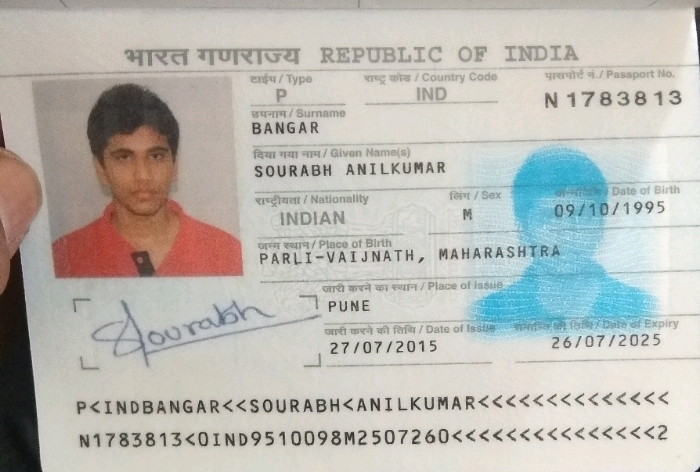 भारत गणराज्य REPUBLIC OF INDIA
टाईप / Type राष्ट्र कोड / Country Code पासपोर्ट नं. / Passport No.
P IND N1783813
उपनाम / Surname
BANGAR
दिया गया नाम / Given Name(s)
SOURABH ANILKUMAR
राष्ट्रीयता / Nationality लिंग / Sex जन्मतिथि / Date of Birth
INDIAN M 09/10/1995
जन्म स्थान / Place of Birth
PARLI-VAIJNATH, MAHARASHTRA
जारी करने का स्थान / Place of Issue
PUNE
Sourabh
जारी करने की तिथि / Date of Issue समाप्ति की तिथि / Date of Expiry
27/07/2015 26/07/2025
P<INDBANGAR<<SOURABH<ANILKUMAR<<<<<<<<<<<<<<
N1783813<0IND9510098M2507260<<<<<<<<<<<<<<<2